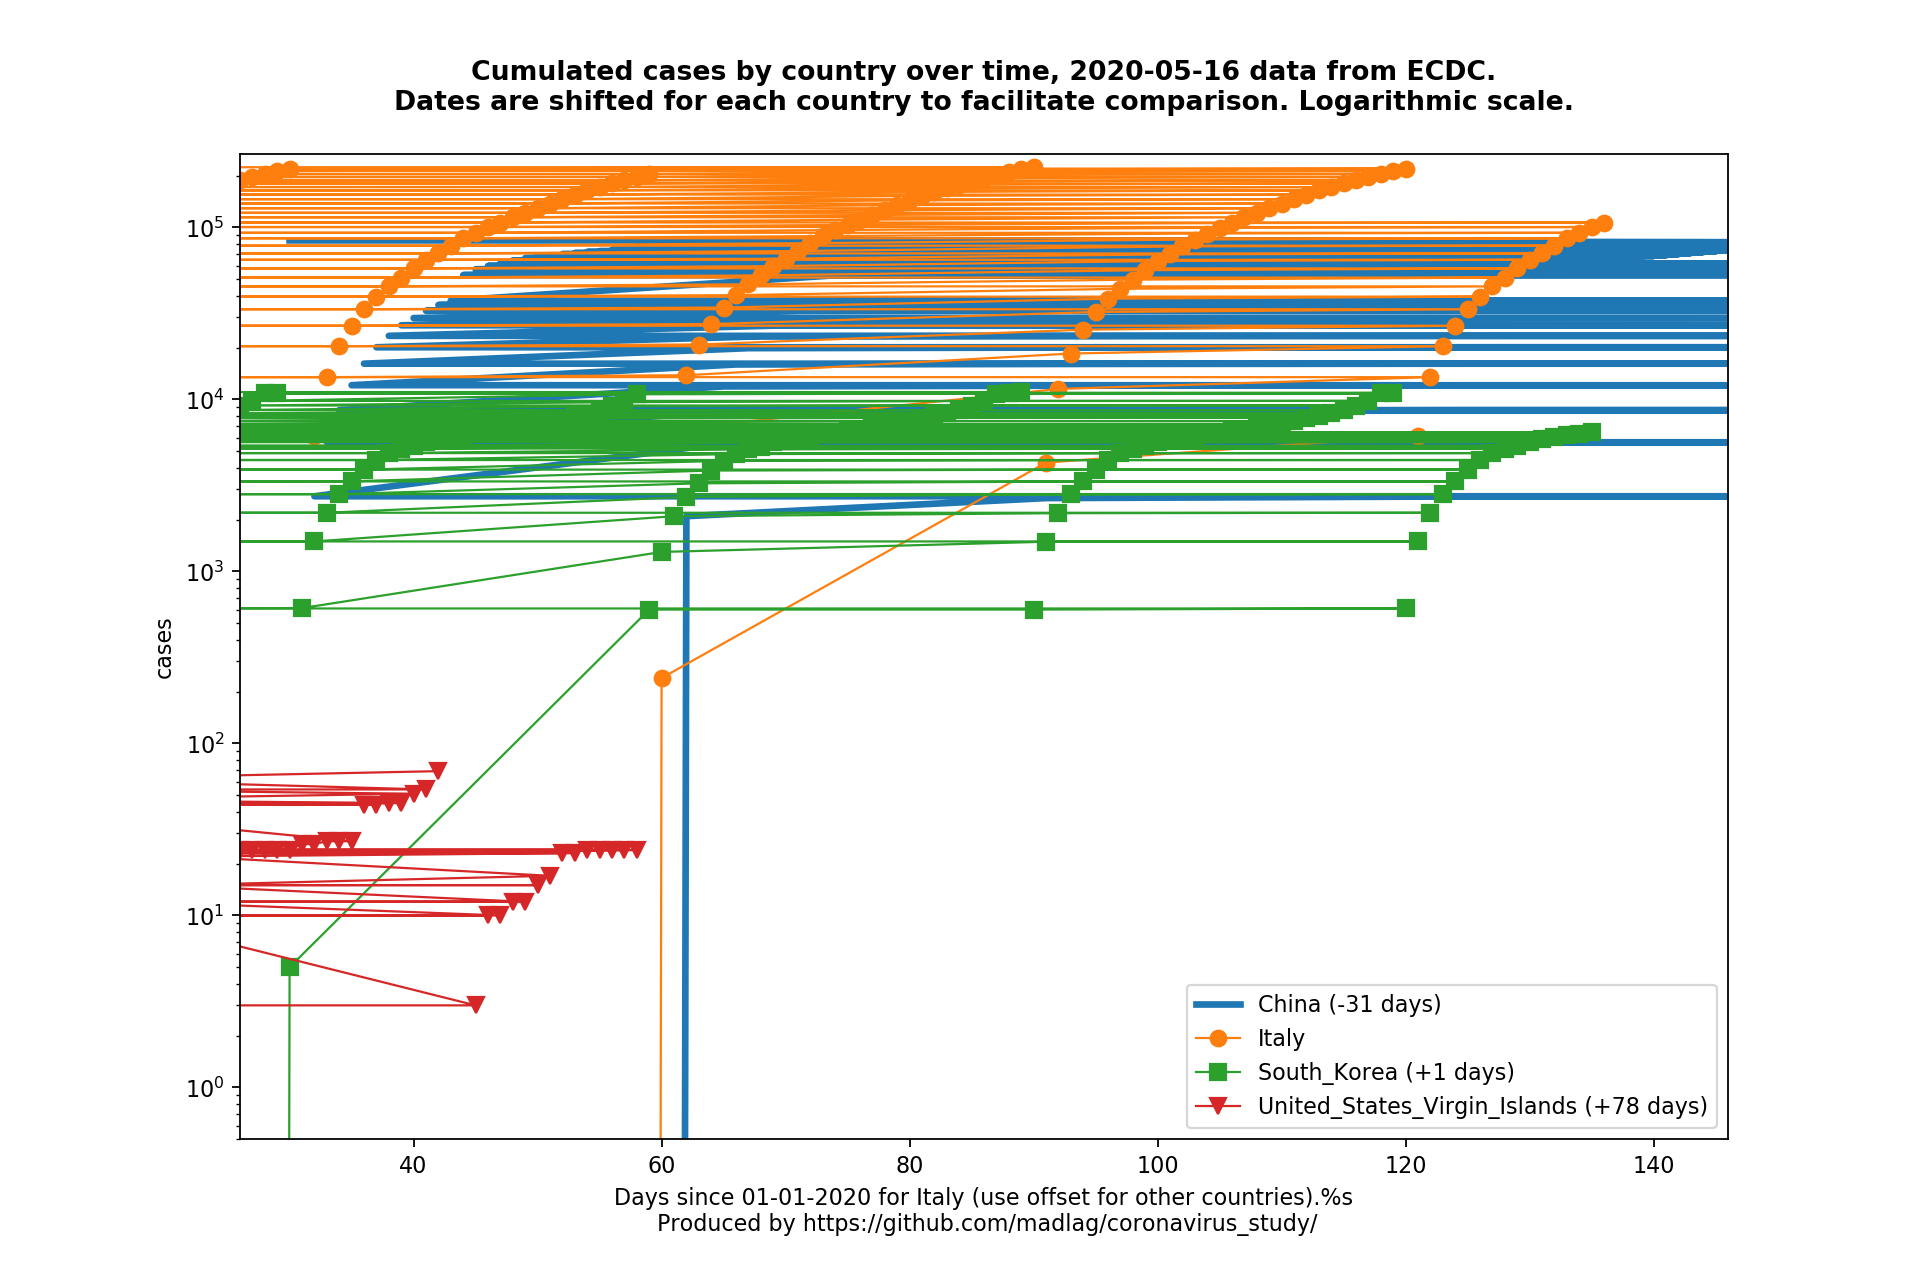 Cumulated cases by country over time, 2020-05-16 data from ECDC.
Dates are shifted for each country to facilitate comparison. Logarithmic scale.
10^5
10^4
10^3
10^2
10^1
10^0
cases
40 60 80 100 120 140
China (-31 days)
Italy
South_Korea (+1 days)
United_States_Virgin_Islands (+78 days)
Days since 01-01-2020 for Italy (use offset for other countries).%s
Produced by https://github.com/madlag/coronavirus_study/